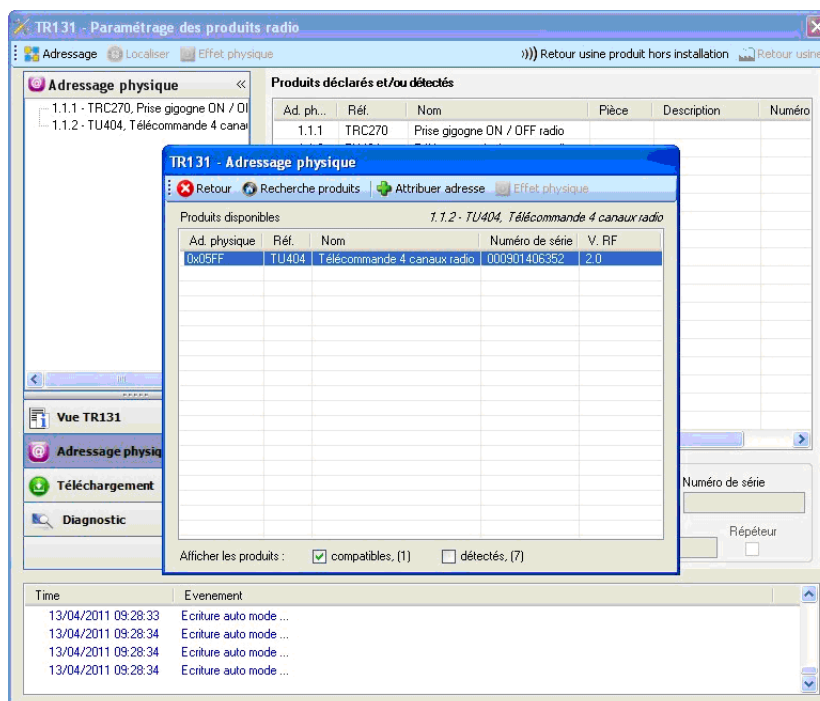 TR131 - Paramétrage des produits radio
Adressage Localiser Effet physique ))) Retour usine produit hors installation Retour usine
Adressage physique «
1.1.1 - TRC270, Prise gigogne ON / OI
1.1.2 - TU404, Télécommande 4 canau
Produits déclarés et/ou détectés
Ad. ph... Réf. Nom Pièce Description Numéro
1.1.1 TRC270 Prise gigogne ON / OFF radio
TR131 - Adressage physique
Retour Recherche produits Attribuer adresse Effet physique
Produits disponibles 1.1.2 - TU404, Télécommande 4 canaux radio
Ad. physique Réf. Nom Numéro de série V. RF
0x05FF TU404 Télécommande 4 canaux radio 000901406352 2.0
Afficher les produits : compatibles, (1) détectés, (7)
Vue TR131
Adressage physiq
Téléchargement
Diagnostic
Numéro de série
Répéteur
Time Evenement
13/04/2011 09:28:33 Ecriture auto mode ...
13/04/2011 09:28:34 Ecriture auto mode ...
13/04/2011 09:28:34 Ecriture auto mode ...
13/04/2011 09:28:34 Ecriture auto mode ...